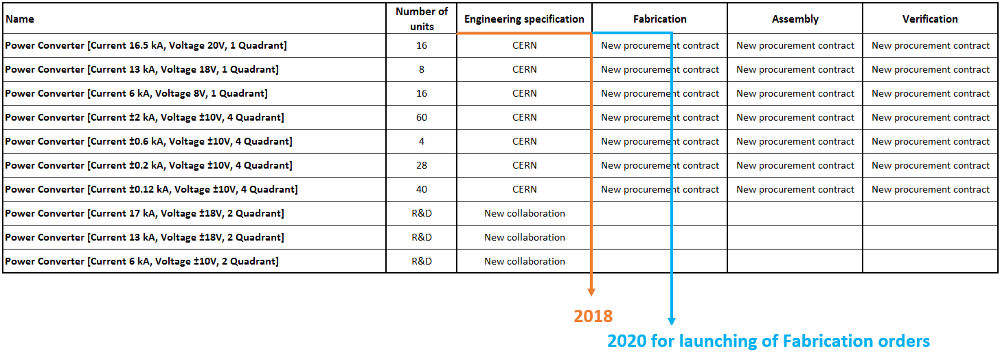 Name Number of units Engineering specification Fabrication Assembly Verification
Power Converter [Current 16.5 kA, Voltage 20V, 1 Quadrant] 16 CERN New procurement contract New procurement contract New procurement contract
Power Converter [Current 13 kA, Voltage 18V, 1 Quadrant] 8 CERN New procurement contract New procurement contract New procurement contract
Power Converter [Current 6 kA, Voltage 8V, 1 Quadrant] 16 CERN New procurement contract New procurement contract New procurement contract
Power Converter [Current ±2 kA, Voltage ±10V, 4 Quadrant] 60 CERN New procurement contract New procurement contract New procurement contract
Power Converter [Current ±0.6 kA, Voltage ±10V, 4 Quadrant] 4 CERN New procurement contract New procurement contract New procurement contract
Power Converter [Current ±0.2 kA, Voltage ±10V, 4 Quadrant] 28 CERN New procurement contract New procurement contract New procurement contract
Power Converter [Current ±0.12 kA, Voltage ±10V, 4 Quadrant] 40 CERN New procurement contract New procurement contract New procurement contract
Power Converter [Current 17 kA, Voltage ±18V, 2 Quadrant] R&D New collaboration
Power Converter [Current 13 kA, Voltage ±18V, 2 Quadrant] R&D New collaboration
Power Converter [Current 6 kA, Voltage ±10V, 2 Quadrant] R&D New collaboration
2018
2020 for launching of Fabrication orders